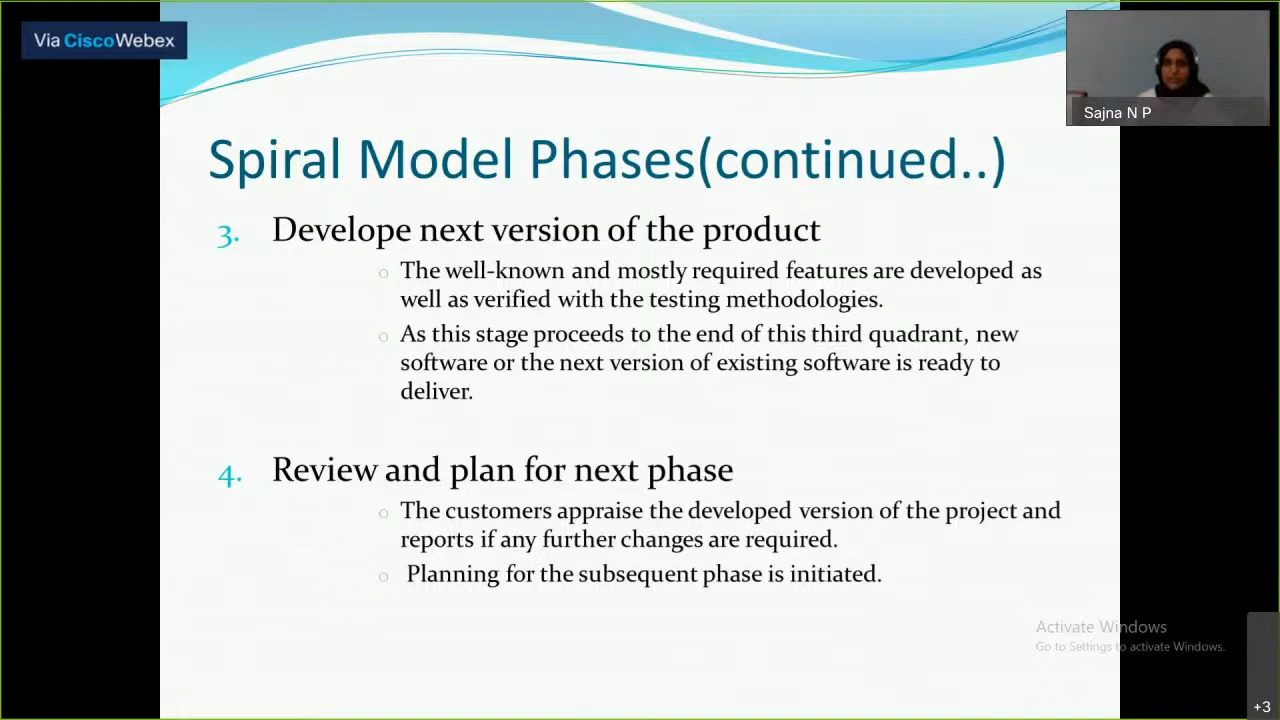 Via Cisco Webex
Sajna N P
Spiral Model Phases(continued..)
3. Develope next version of the product
○ The well-known and mostly required features are developed as
well as verified with the testing methodologies.
○ As this stage proceeds to the end of this third quadrant, new
software or the next version of existing software is ready to
deliver.
4. Review and plan for next phase
○ The customers appraise the developed version of the project and
reports if any further changes are required.
○ Planning for the subsequent phase is initiated.
Activate Windows
Go to Settings to activate Windows.
+3